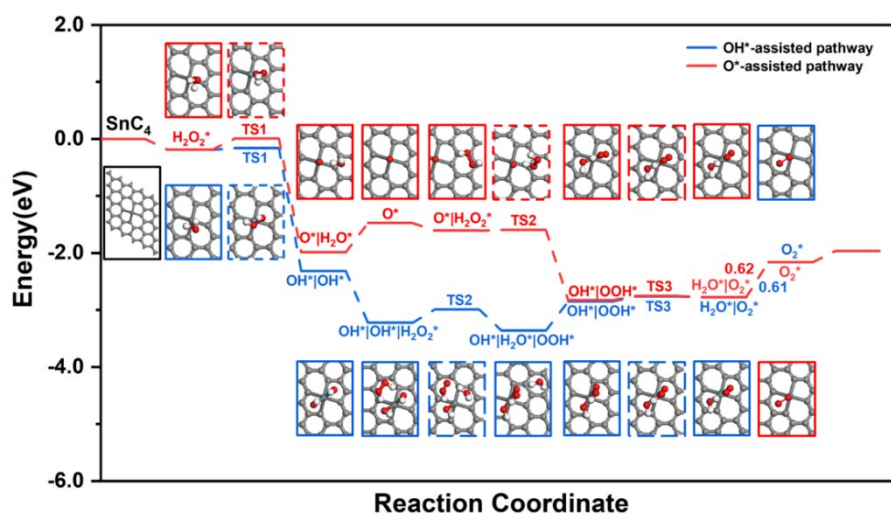 2.0
OH*-assisted pathway
O*-assisted pathway
SnC₄
H₂O₂*
TS1
TS1
0.0
Energy(eV)
O*|H₂O*
O*
O*|H₂O₂*
TS2
-2.0
OH*|OH*
OH*|OH*|H₂O₂*
TS2
OH*|H₂O*|OOH*
OH*|OOH*
OH*|OOH*
TS3
TS3
H₂O*|O₂*
H₂O*|O₂*
0.62
0.61
O₂*
O₂*
-4.0
-6.0
Reaction Coordinate